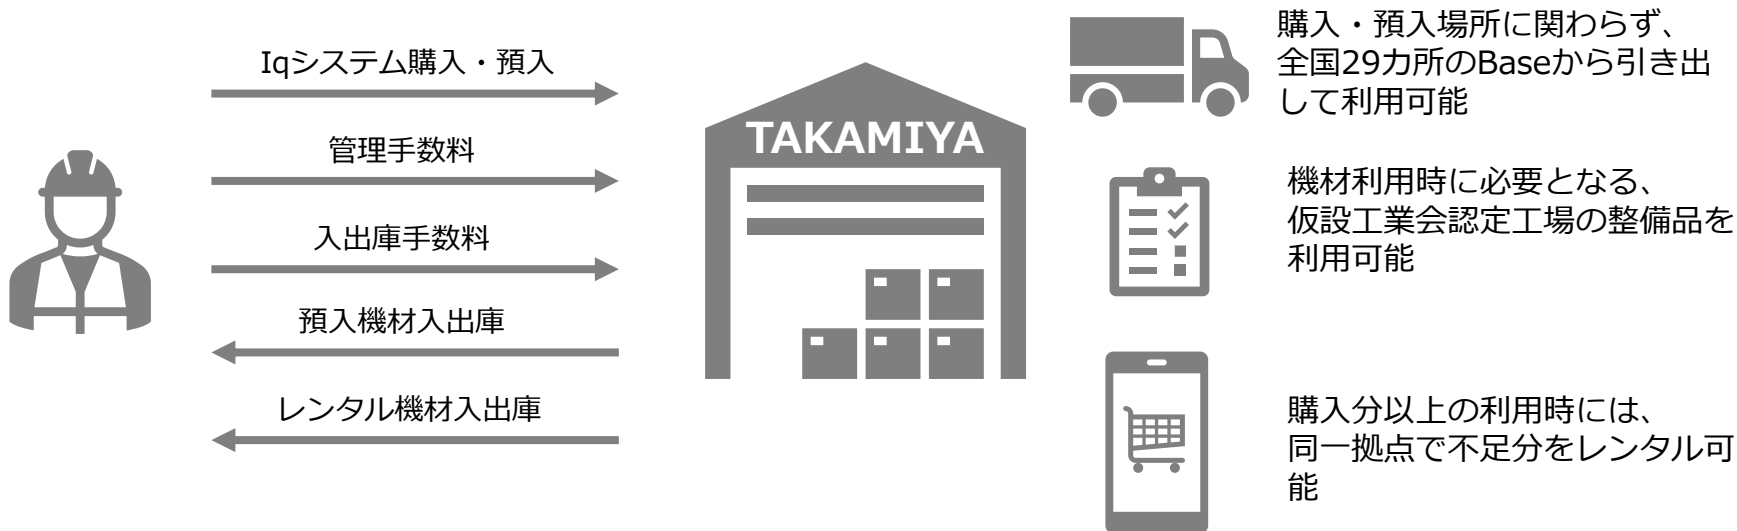 Iqシステム購入・預入
管理手数料
入出庫手数料
預入機材入出庫
レンタル機材入出庫
TAKAMIYA
購入・預入場所に関わらず、
全国29カ所のBaseから引き出
して利用可能
機材利用時に必要となる、
仮設工業会認定工場の整備品を
利用可能
購入分以上の利用時には、
同一拠点で不足分をレンタル可
能